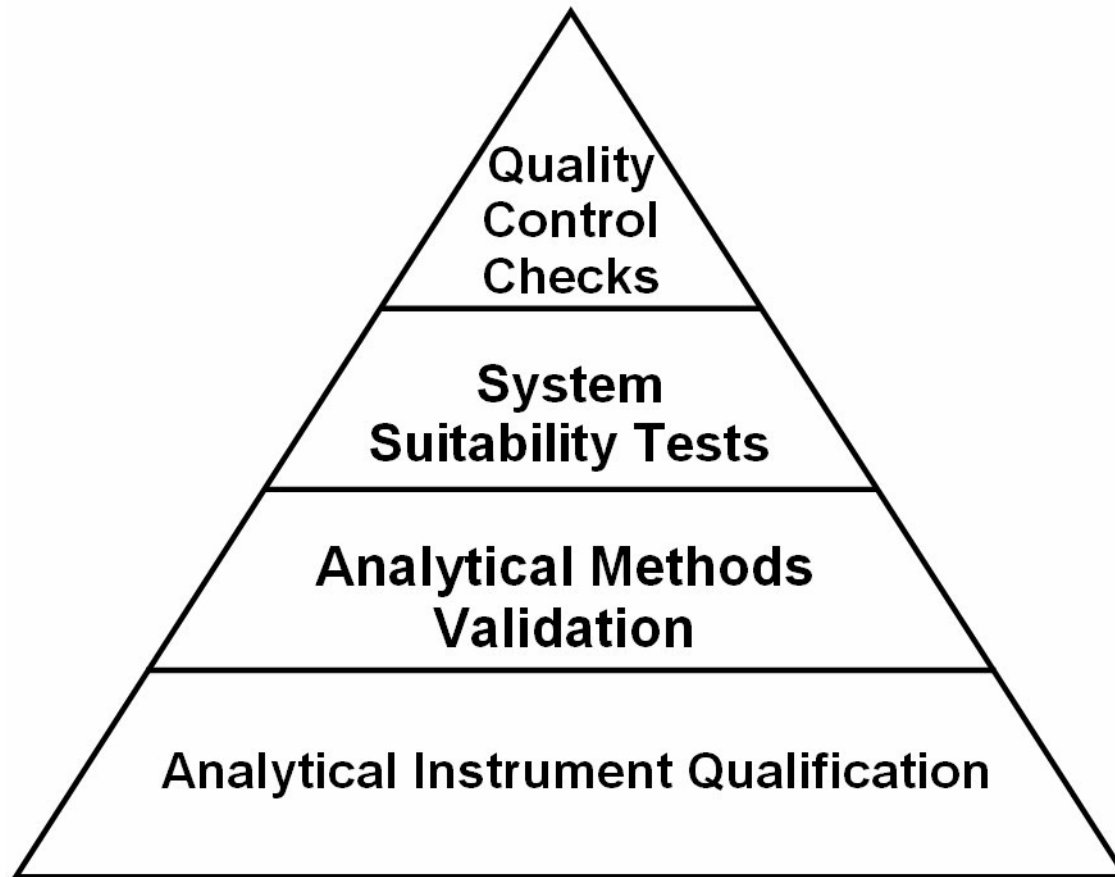 Quality
Control
Checks
System
Suitability Tests
Analytical Methods
Validation
Analytical Instrument Qualification